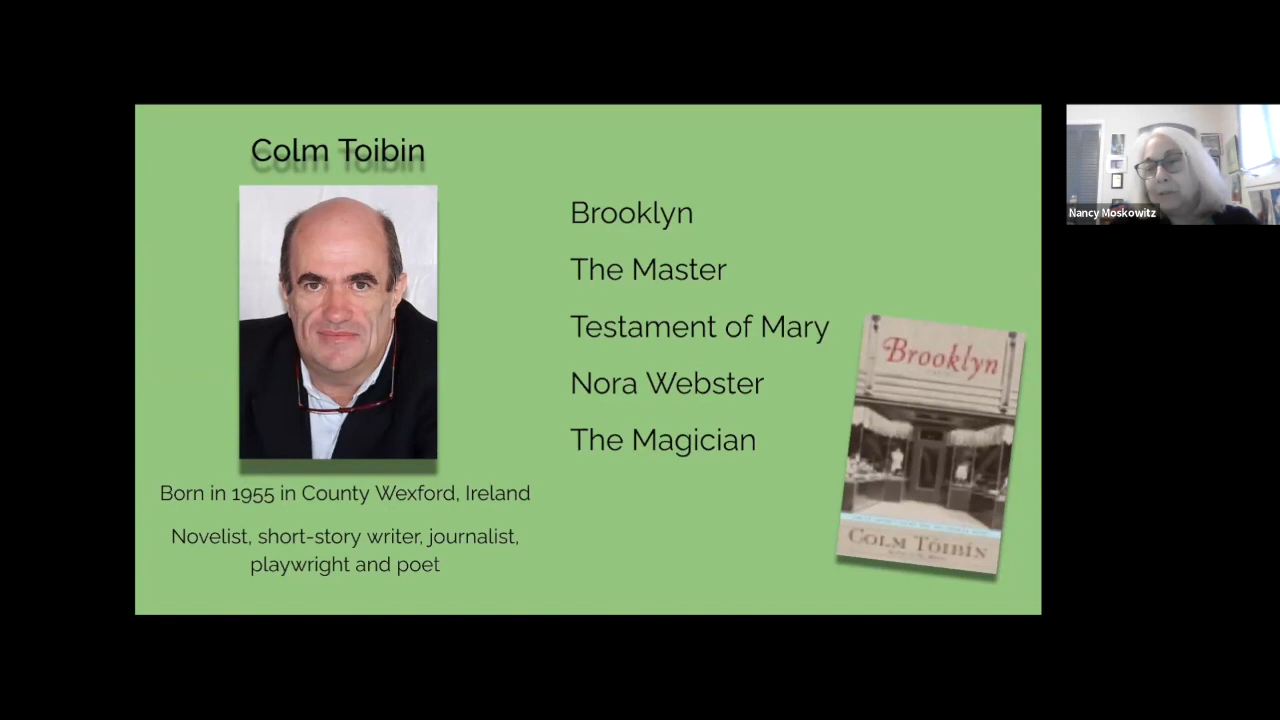 Colm Toibin
Born in 1955 in County Wexford, Ireland
Novelist, short-story writer, journalist,
playwright and poet
Brooklyn
The Master
Testament of Mary
Nora Webster
The Magician
Brooklyn
COLM TÓIBÍN
Nancy Moskowitz